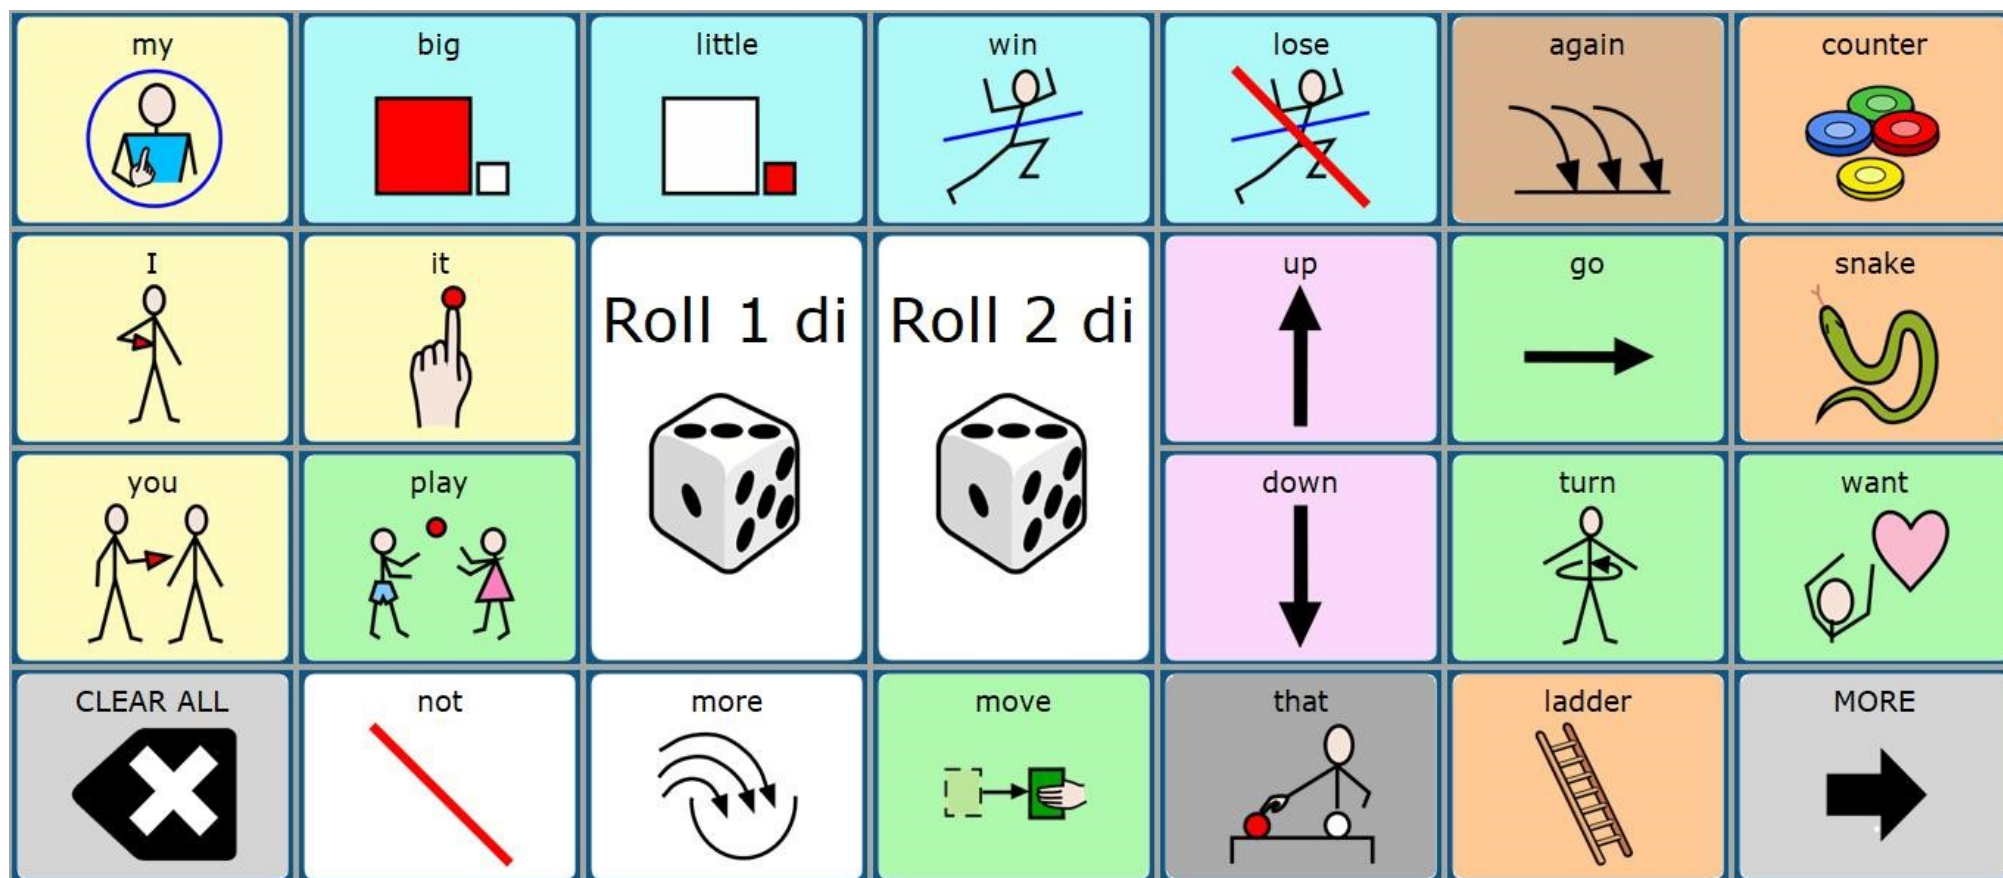 my
big
little
win
lose
again
counter
I
it
Roll 1 di
Roll 2 di
up
go
snake
you
play
down
turn
want
CLEAR ALL
not
more
move
that
ladder
MORE